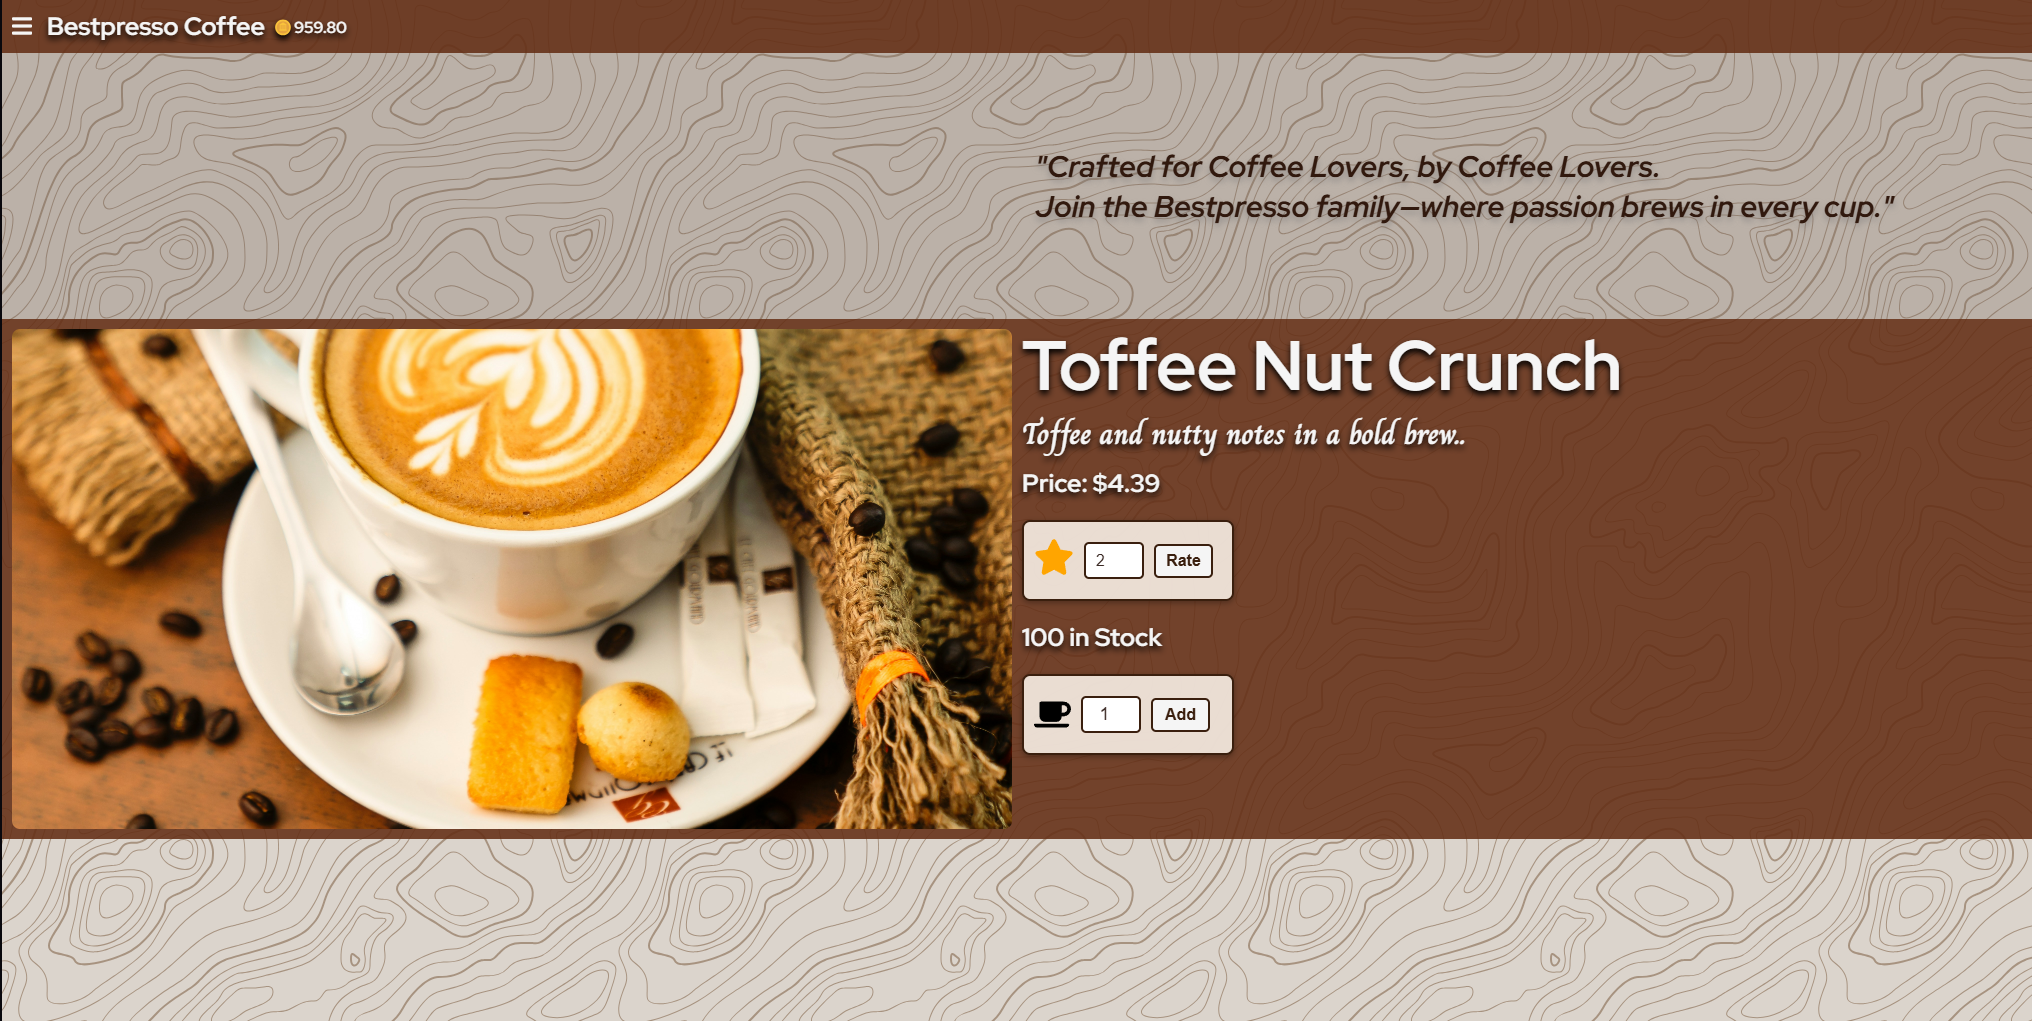 Bestpresso Coffee 959.80
"Crafted for Coffee Lovers, by Coffee Lovers.
Join the Bestpresso family—where passion brews in every cup."
Toffee Nut Crunch
Toffee and nutty notes in a bold brew..
Price: $4.39
2 Rate
100 in Stock
1 Add